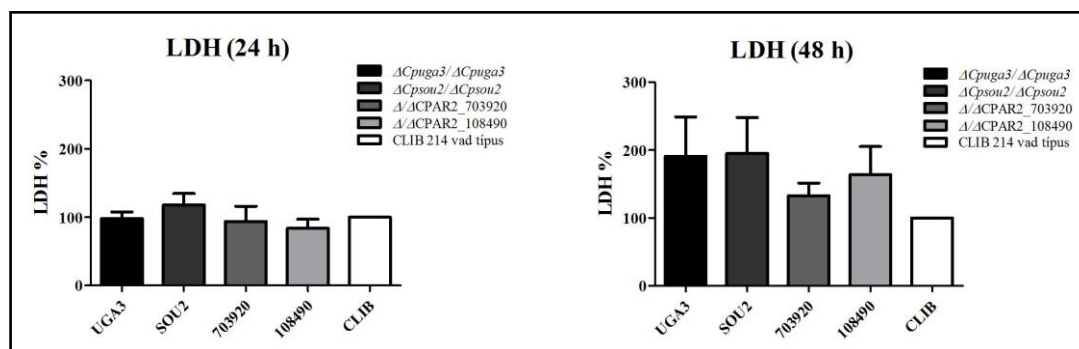 LDH (24 h)
ΔCpuga3/ΔCpuga3
ΔCpsou2/ΔCpsou2
Δ/ΔCPAR2_703920
Δ/ΔCPAR2_108490
CLIB 214 vad típus
300
200
100
0
LDH %
UGA3
SOU2
703920
108490
CLIB
LDH (48 h)
ΔCpuga3/ΔCpuga3
ΔCpsou2/ΔCpsou2
Δ/ΔCPAR2_703920
Δ/ΔCPAR2_108490
CLIB 214 vad típus
300
200
100
0
LDH %
UGA3
SOU2
703920
108490
CLIB